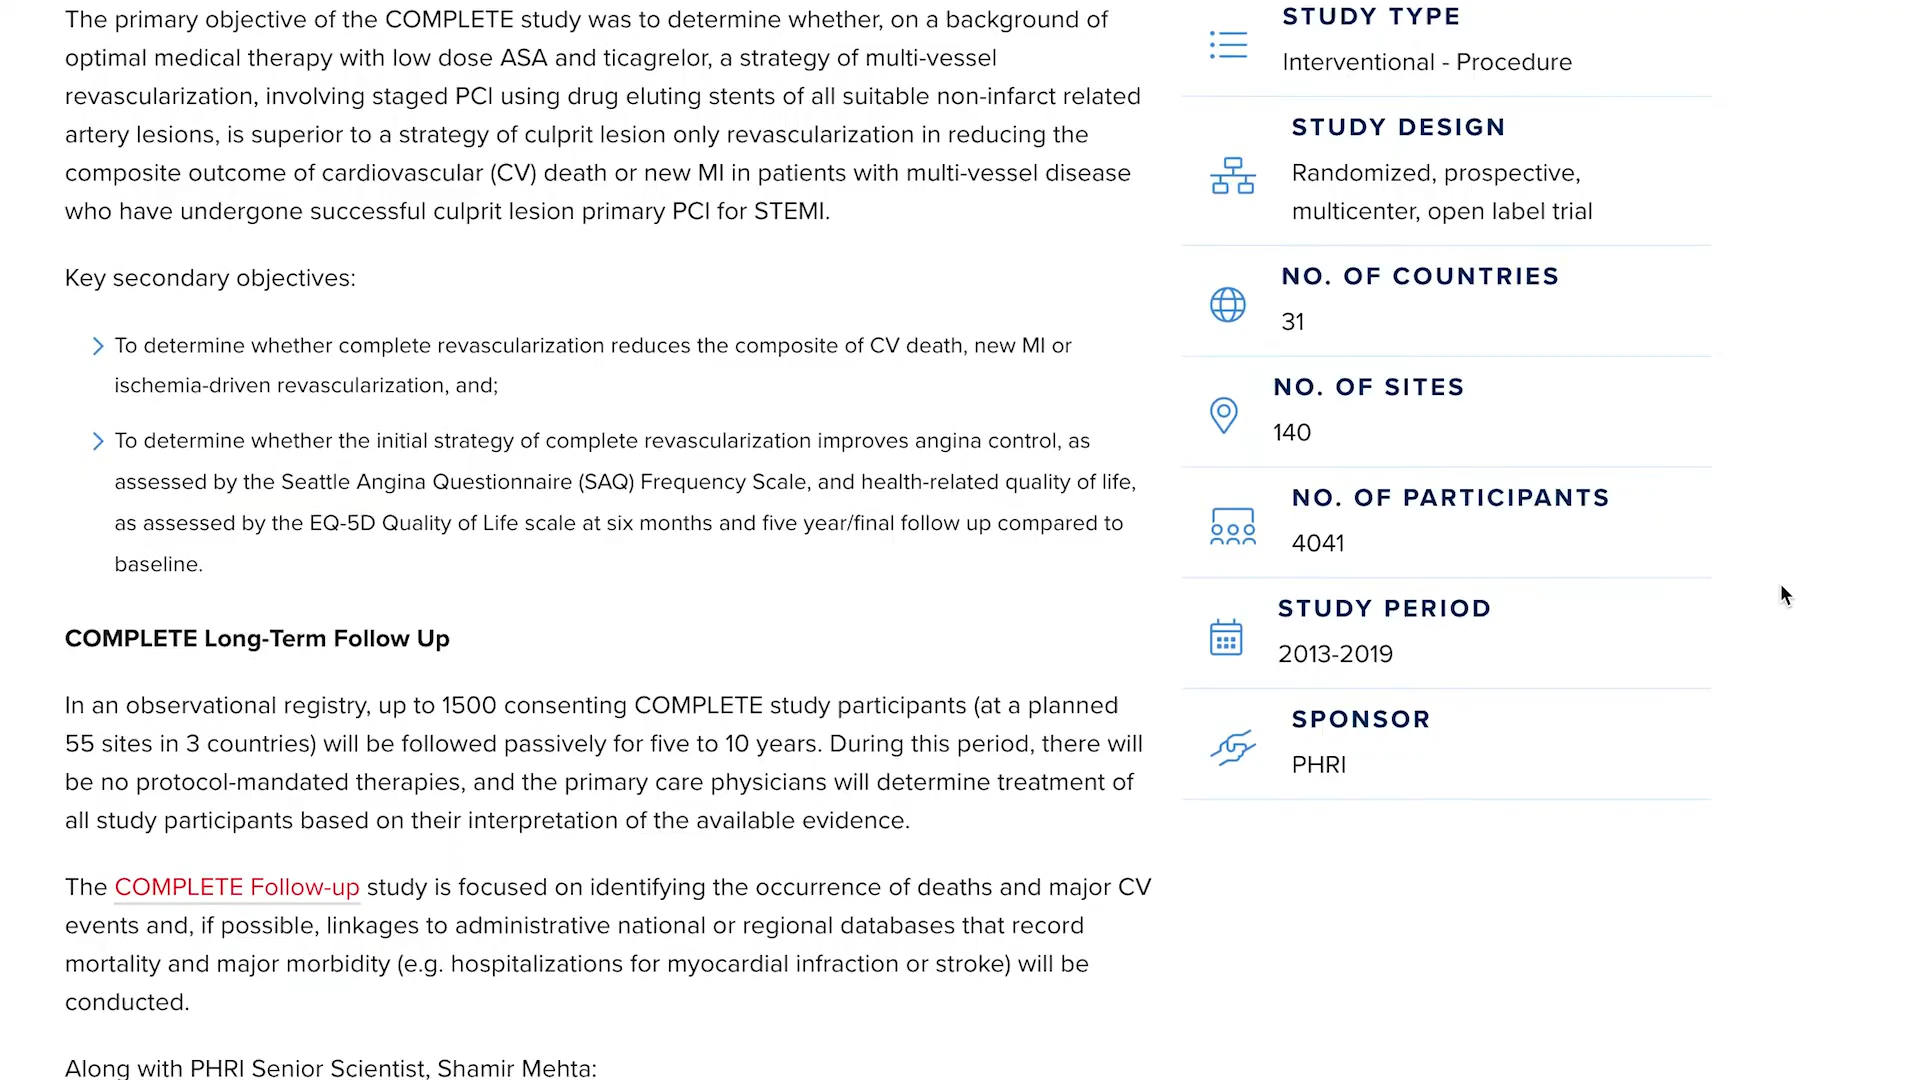 The primary objective of the COMPLETE study was to determine whether, on a background of
optimal medical therapy with low dose ASA and ticagrelor, a strategy of multi-vessel
revascularization, involving staged PCI using drug eluting stents of all suitable non-infarct related
artery lesions, is superior to a strategy of culprit lesion only revascularization in reducing the
composite outcome of cardiovascular (CV) death or new MI in patients with multi-vessel disease
who have undergone successful culprit lesion primary PCI for STEMI.
Key secondary objectives:
To determine whether complete revascularization reduces the composite of CV death, new MI or
ischemia-driven revascularization, and;
To determine whether the initial strategy of complete revascularization improves angina control, as
assessed by the Seattle Angina Questionnaire (SAQ) Frequency Scale, and health-related quality of life,
as assessed by the EQ-5D Quality of Life scale at six months and five year/final follow up compared to
baseline.
COMPLETE Long-Term Follow Up
In an observational registry, up to 1500 consenting COMPLETE study participants (at a planned
55 sites in 3 countries) will be followed passively for five to 10 years. During this period, there will
be no protocol-mandated therapies, and the primary care physicians will determine treatment of
all study participants based on their interpretation of the available evidence.
The COMPLETE Follow-up study is focused on identifying the occurrence of deaths and major CV
events and, if possible, linkages to administrative national or regional databases that record
mortality and major morbidity (e.g. hospitalizations for myocardial infraction or stroke) will be
conducted.
Along with PHRI Senior Scientist, Shamir Mehta:
STUDY TYPE
Interventional - Procedure
STUDY DESIGN
Randomized, prospective,
multicenter, open label trial
NO. OF COUNTRIES
31
NO. OF SITES
140
NO. OF PARTICIPANTS
4041
STUDY PERIOD
2013-2019
SPONSOR
PHRI